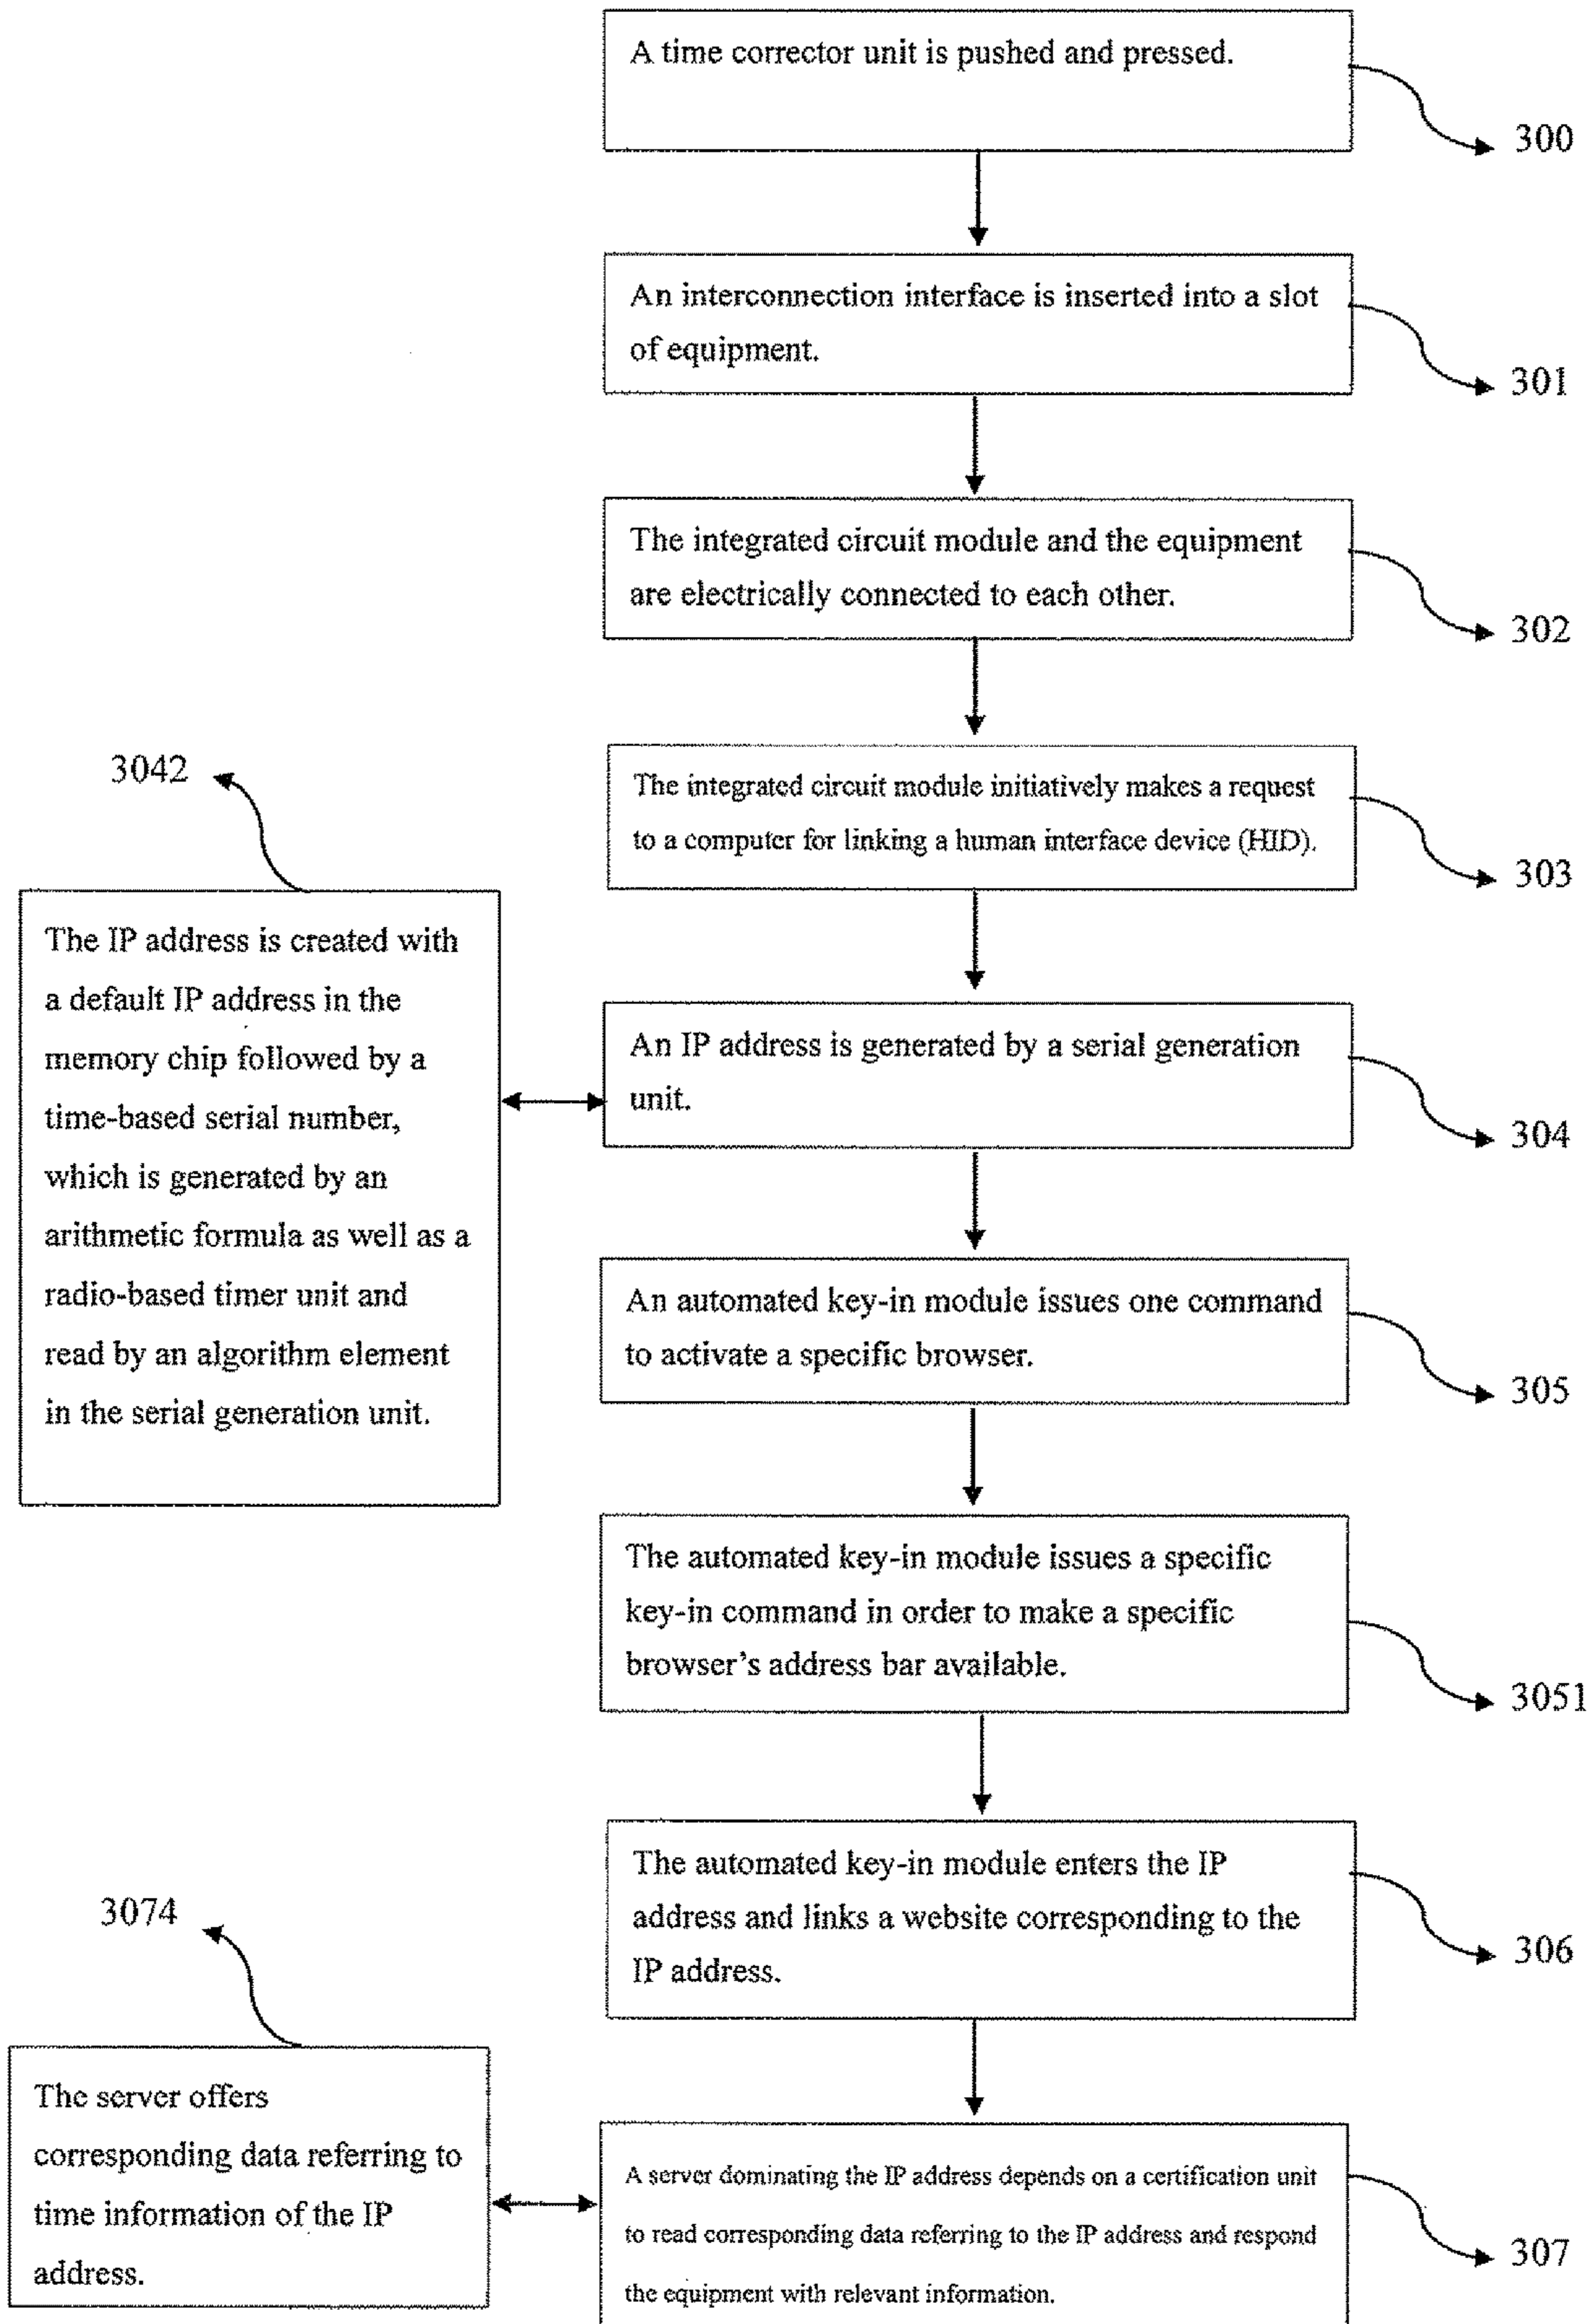 A time corrector unit is pushed and pressed.
300
An interconnection interface is inserted into a slot
of equipment.
301
The integrated circuit module and the equipment
are electrically connected to each other.
302
The integrated circuit module initiatively makes a request
to a computer for linking a human interface device (HID).
303
3042
The IP address is created with
a default IP address in the
memory chip followed by a
time-based serial number,
which is generated by an
arithmetic formula as well as a
radio-based timer unit and
read by an algorithm element
in the serial generation unit.
An IP address is generated by a serial generation
unit.
304
An automated key-in module issues one command
to activate a specific browser.
305
The automated key-in module issues a specific
key-in command in order to make a specific
browser's address bar available.
3051
The automated key-in module enters the IP
address and links a website corresponding to the
IP address.
306
3074
The server offers
corresponding data referring to
time information of the IP
address.
A server dominating the IP address depends on a certification unit
to read corresponding data referring to the IP address and respond
the equipment with relevant information.
307